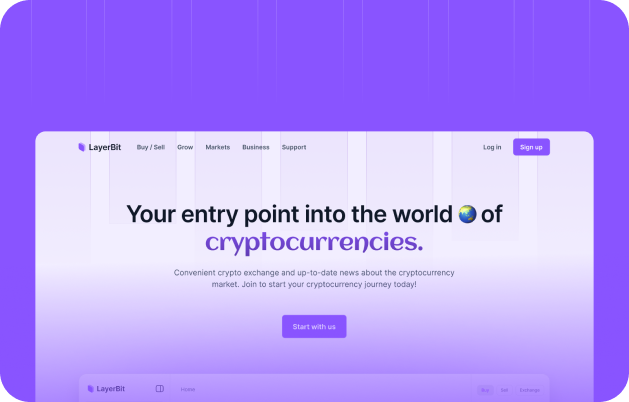 LayerBit Buy / Sell Grow Markets Business Support Log in Sign up
Your entry point into the world 🌏 of
cryptocurrencies.
Convenient crypto exchange and up-to-date news about the cryptocurrency
market. Join to start your cryptocurrency journey today!
Start with us
LayerBit Home Buy Sell Exchange